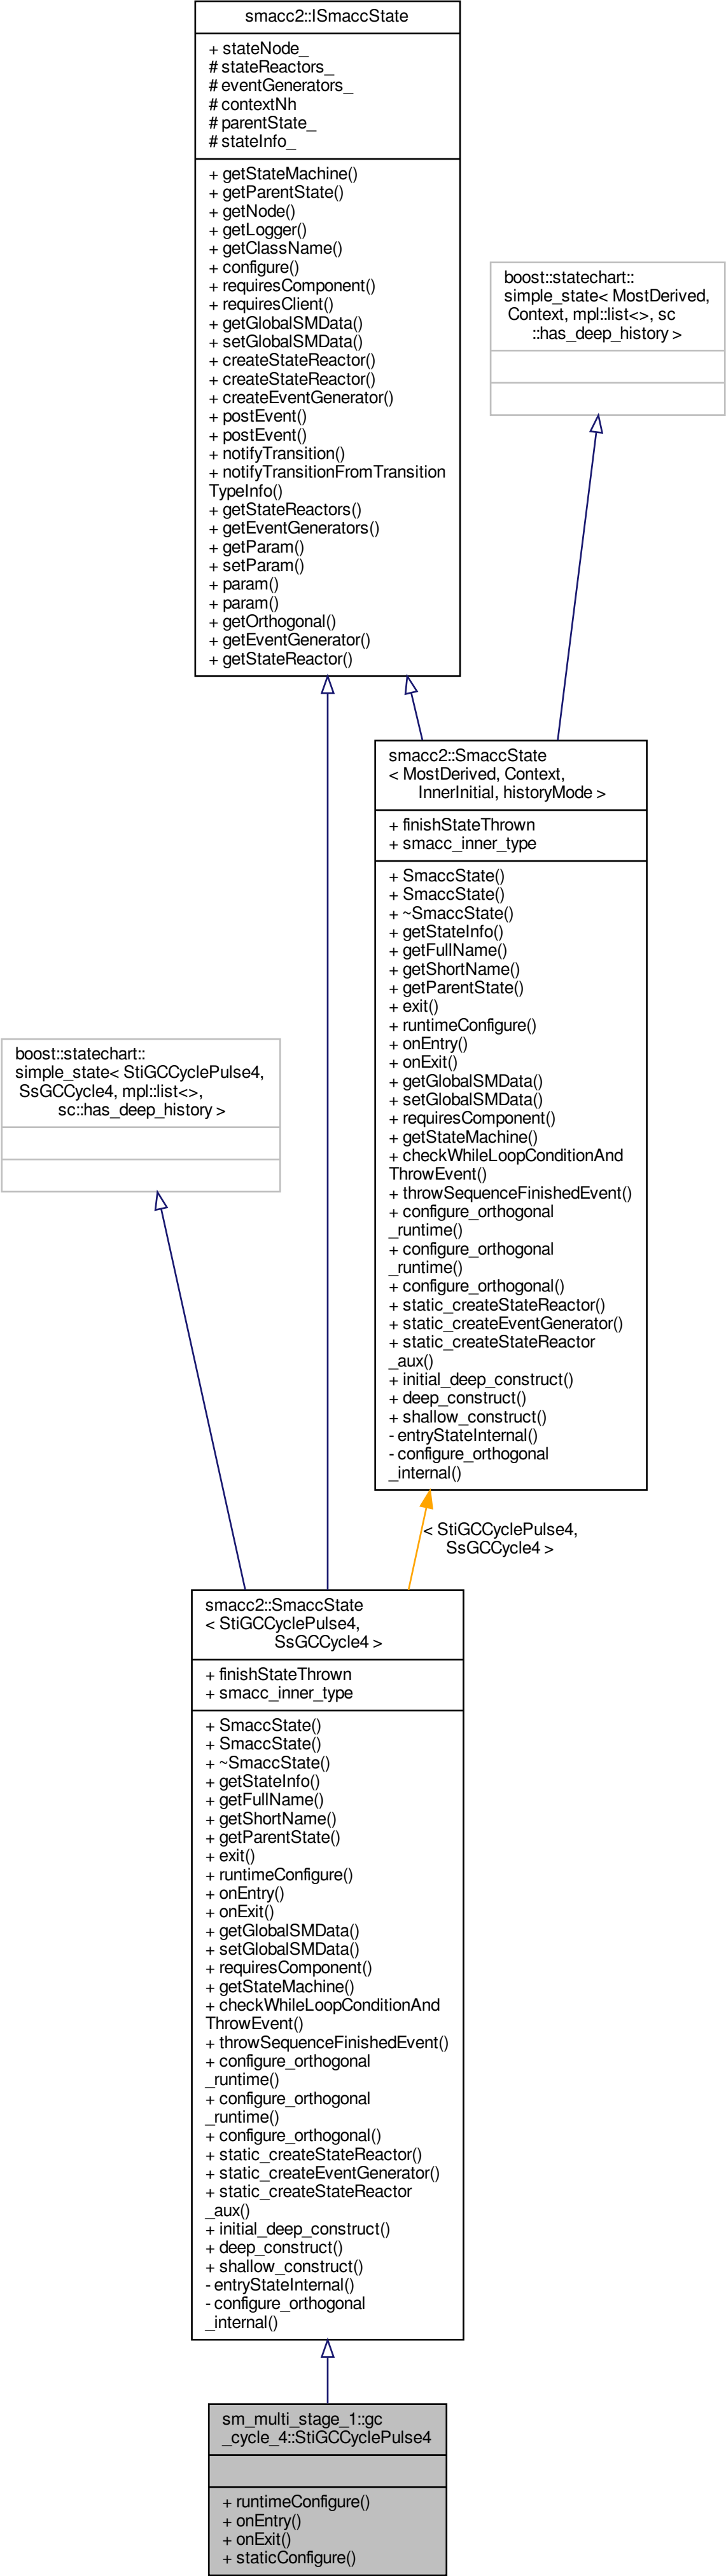 smacc2::ISmaccState
+ stateNode_
# stateReactors_
# eventGenerators_
# contextNh
# parentState_
# stateInfo_
+ getStateMachine()
+ getParentState()
+ getNode()
+ getLogger()
+ getClassName()
+ configure()
+ requiresComponent()
+ requiresClient()
+ getGlobalSMData()
+ setGlobalSMData()
+ createStateReactor()
+ createStateReactor()
+ createEventGenerator()
+ postEvent()
+ postEvent()
+ notifyTransition()
+ notifyTransitionFromTransition
TypeInfo()
+ getStateReactors()
+ getEventGenerators()
+ getParam()
+ setParam()
+ param()
+ param()
+ getOrthogonal()
+ getEventGenerator()
+ getStateReactor()
boost::statechart::
simple_state< MostDerived,
Context, mpl::list<>, sc
::has_deep_history >
smacc2::SmaccState
< MostDerived, Context,
InnerInitial, historyMode >
+ finishStateThrown
+ smacc_inner_type
+ SmaccState()
+ SmaccState()
+ ~SmaccState()
+ getStateInfo()
+ getFullName()
+ getShortName()
+ getParentState()
+ exit()
+ runtimeConfigure()
+ onEntry()
+ onExit()
+ getGlobalSMData()
+ setGlobalSMData()
+ requiresComponent()
+ getStateMachine()
+ checkWhileLoopConditionAnd
ThrowEvent()
+ throwSequenceFinishedEvent()
+ configure_orthogonal
_runtime()
+ configure_orthogonal
_runtime()
+ configure_orthogonal()
+ static_createStateReactor()
+ static_createEventGenerator()
+ static_createStateReactor
_aux()
+ initial_deep_construct()
+ deep_construct()
+ shallow_construct()
- entryStateInternal()
- configure_orthogonal
_internal()
boost::statechart::
simple_state< StiGCCyclePulse4,
SsGCCycle4, mpl::list<>,
sc::has_deep_history >
< StiGCCyclePulse4,
SsGCCycle4 >
smacc2::SmaccState
< StiGCCyclePulse4,
SsGCCycle4 >
+ finishStateThrown
+ smacc_inner_type
+ SmaccState()
+ SmaccState()
+ ~SmaccState()
+ getStateInfo()
+ getFullName()
+ getShortName()
+ getParentState()
+ exit()
+ runtimeConfigure()
+ onEntry()
+ onExit()
+ getGlobalSMData()
+ setGlobalSMData()
+ requiresComponent()
+ getStateMachine()
+ checkWhileLoopConditionAnd
ThrowEvent()
+ throwSequenceFinishedEvent()
+ configure_orthogonal
_runtime()
+ configure_orthogonal
_runtime()
+ configure_orthogonal()
+ static_createStateReactor()
+ static_createEventGenerator()
+ static_createStateReactor
_aux()
+ initial_deep_construct()
+ deep_construct()
+ shallow_construct()
- entryStateInternal()
- configure_orthogonal
_internal()
sm_multi_stage_1::gc
_cycle_4::StiGCCyclePulse4
+ runtimeConfigure()
+ onEntry()
+ onExit()
+ staticConfigure()